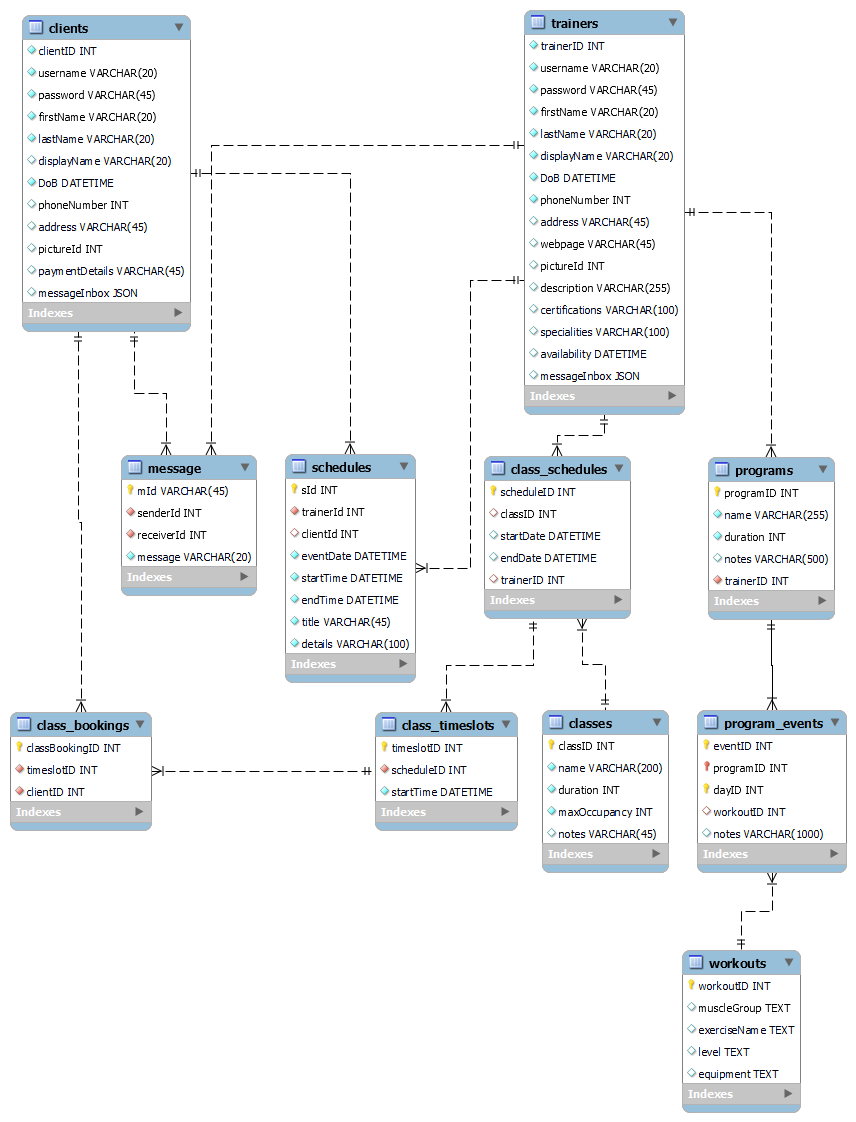 clients
clientID INT
username VARCHAR(20)
password VARCHAR(45)
firstName VARCHAR(20)
lastName VARCHAR(20)
displayName VARCHAR(20)
DoB DATETIME
phoneNumber INT
address VARCHAR(45)
pictureId INT
paymentDetails VARCHAR(45)
messageInbox JSON
Indexes
trainers
trainerID INT
username VARCHAR(20)
password VARCHAR(45)
firstName VARCHAR(20)
lastName VARCHAR(20)
displayName VARCHAR(20)
DoB DATETIME
phoneNumber INT
address VARCHAR(45)
webpage VARCHAR(45)
pictureId INT
description VARCHAR(255)
certifications VARCHAR(100)
specialities VARCHAR(100)
availability DATETIME
messageInbox JSON
Indexes
message
mId VARCHAR(45)
senderId INT
receiverId INT
message VARCHAR(20)
Indexes
schedules
sId INT
trainerId INT
clientId INT
eventDate DATETIME
startTime DATETIME
endTime DATETIME
title VARCHAR(45)
details VARCHAR(100)
Indexes
class_schedules
scheduleID INT
classID INT
startDate DATETIME
endDate DATETIME
trainerID INT
Indexes
programs
programID INT
name VARCHAR(255)
duration INT
notes VARCHAR(500)
trainerID INT
Indexes
class_bookings
classBookingID INT
timeslotID INT
clientID INT
Indexes
class_timeslots
timeslotID INT
scheduleID INT
startTime DATETIME
Indexes
classes
classID INT
name VARCHAR(200)
duration INT
maxOccupancy INT
notes VARCHAR(45)
Indexes
program_events
eventID INT
programID INT
dayID INT
workoutID INT
notes VARCHAR(1000)
Indexes
workouts
workoutID INT
muscleGroup TEXT
exerciseName TEXT
level TEXT
equipment TEXT
Indexes